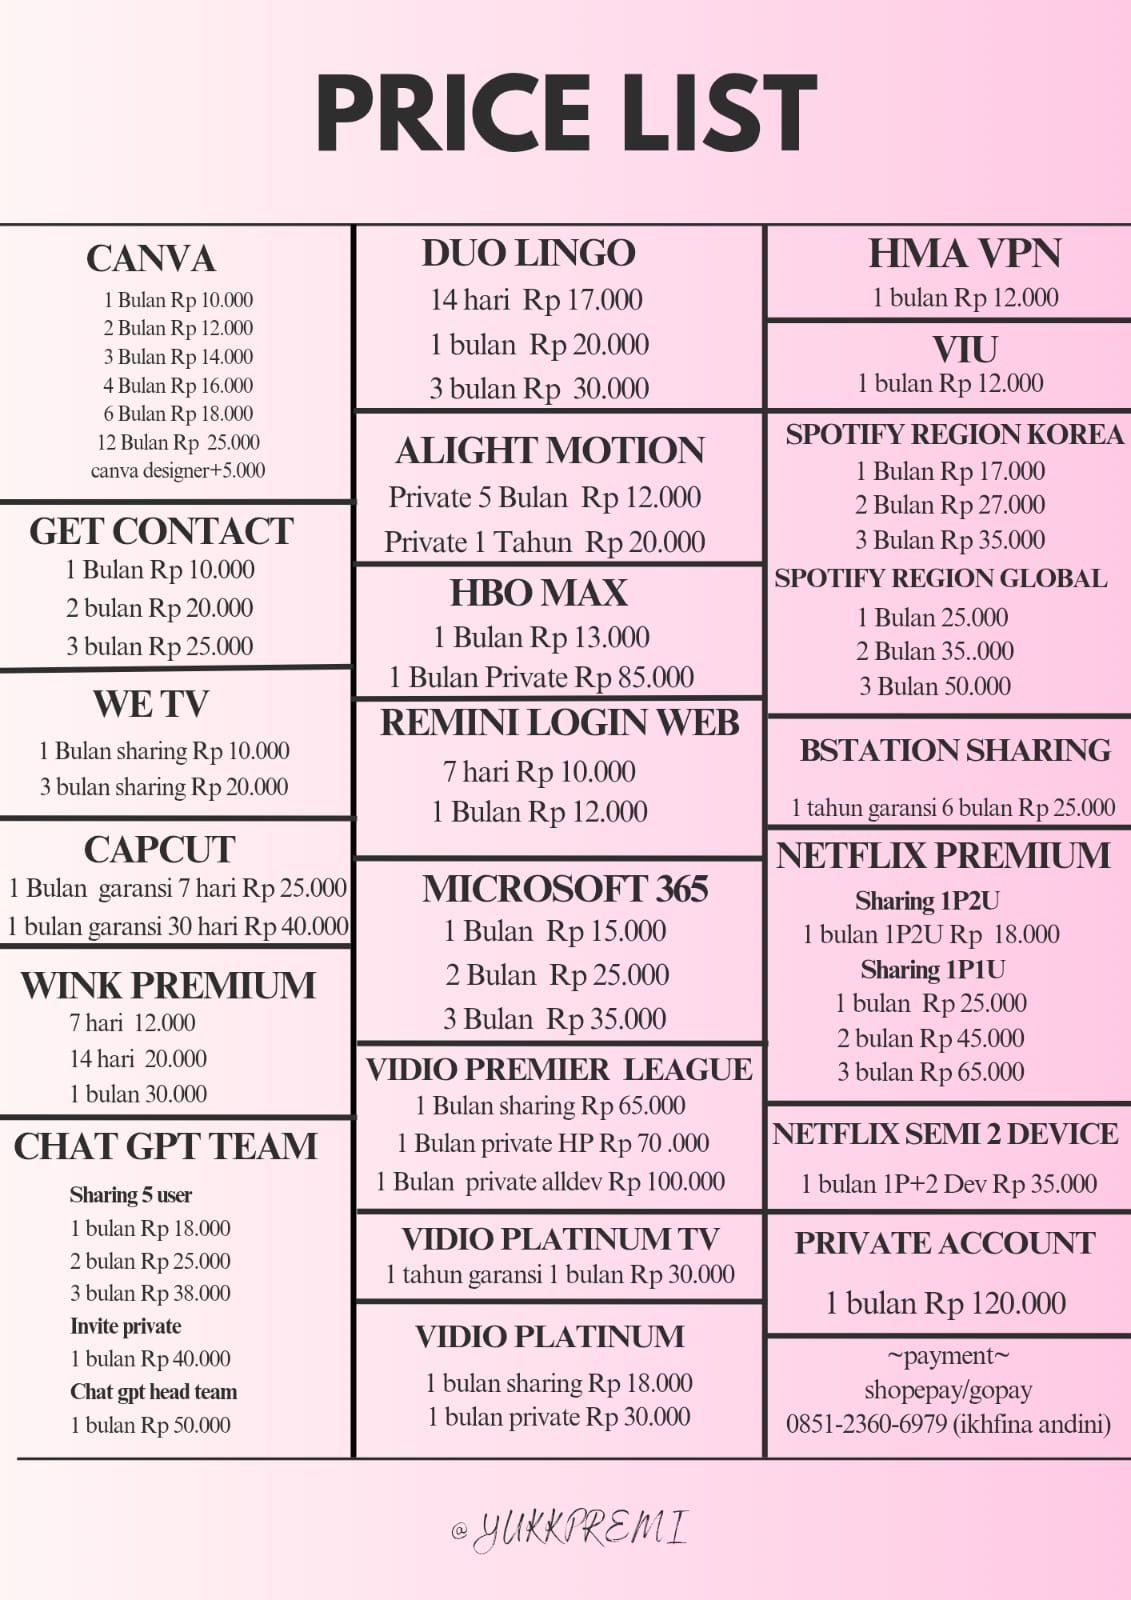 PRICE LIST
CANVA
1 Bulan Rp 10.000
2 Bulan Rp 12.000
3 Bulan Rp 14.000
4 Bulan Rp 16.000
6 Bulan Rp 18.000
12 Bulan Rp 25.000
canva designer+5.000
GET CONTACT
1 Bulan Rp 10.000
2 bulan Rp 20.000
3 bulan Rp 25.000
WE TV
1 Bulan sharing Rp 10.000
3 bulan sharing Rp 20.000
CAPCUT
1 Bulan garansi 7 hari Rp 25.000
1 bulan garansi 30 hari Rp 40.000
WINK PREMIUM
7 hari 12.000
14 hari 20.000
1 bulan 30.000
CHAT GPT TEAM
Sharing 5 user
1 bulan Rp 18.000
2 bulan Rp 25.000
3 bulan Rp 38.000
Invite private
1 bulan Rp 40.000
Chat gpt head team
1 bulan Rp 50.000
DUO LINGO
14 hari Rp 17.000
1 bulan Rp 20.000
3 bulan Rp 30.000
ALIGHT MOTION
Private 5 Bulan Rp 12.000
Private 1 Tahun Rp 20.000
HBO MAX
1 Bulan Rp 13.000
1 Bulan Private Rp 85.000
REMINI LOGIN WEB
7 hari Rp 10.000
1 Bulan Rp 12.000
MICROSOFT 365
1 Bulan Rp 15.000
2 Bulan Rp 25.000
3 Bulan Rp 35.000
VIDIO PREMIER LEAGUE
1 Bulan sharing Rp 65.000
1 Bulan private HP Rp 70 .000
1 Bulan private alldev Rp 100.000
VIDIO PLATINUM TV
1 tahun garansi 1 bulan Rp 30.000
VIDIO PLATINUM
1 bulan sharing Rp 18.000
1 bulan private Rp 30.000
HMA VPN
1 bulan Rp 12.000
VIU
1 bulan Rp 12.000
SPOTIFY REGION KOREA
1 Bulan Rp 17.000
2 Bulan Rp 27.000
3 Bulan Rp 35.000
SPOTIFY REGION GLOBAL
1 Bulan 25.000
2 Bulan 35..000
3 Bulan 50.000
BSTATION SHARING
1 tahun garansi 6 bulan Rp 25.000
NETFLIX PREMIUM
Sharing 1P2U
1 bulan 1P2U Rp 18.000
Sharing 1P1U
1 bulan Rp 25.000
2 bulan Rp 45.000
3 bulan Rp 65.000
NETFLIX SEMI 2 DEVICE
1 bulan 1P+2 Dev Rp 35.000
PRIVATE ACCOUNT
1 bulan Rp 120.000
~payment~
shopepay/gopay
0851-2360-6979 (ikhfina andini)
@YUKKPREMI